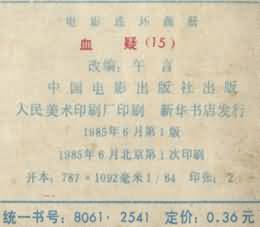 电影连环画册
血疑(15)
改编：午言
中国电影出版社出版
人民美术印刷厂印刷 新华书店发行
1985年6月第1版
1985年6月北京第1次印刷
开本：787×1092毫米1/64 印张：2
统一书号：8061·2541 定价：0.36元